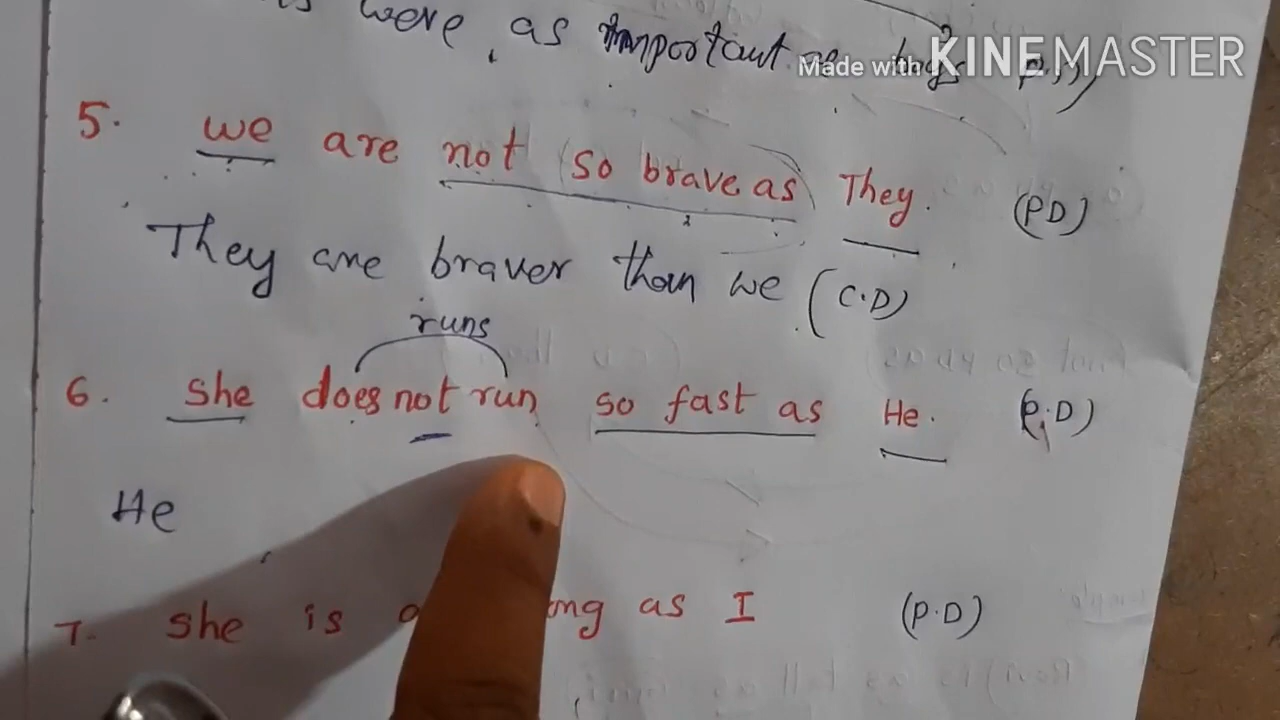 were as important as
Made with KINEMASTER
5. we are not so brave as They. (P.D)
They are braver than we (C.D)
runs
6. She does not run so fast as He. (P.D)
He
7. She is as I (P.D)